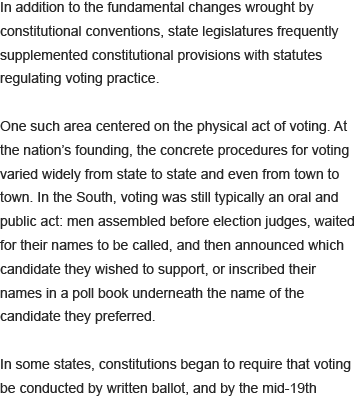 In addition to the fundamental changes wrought by
constitutional conventions, state legislatures frequently
supplemented constitutional provisions with statutes
regulating voting practice.

One such area centered on the physical act of voting. At
the nation’s founding, the concrete procedures for voting
varied widely from state to state and even from town to
town. In the South, voting was still typically an oral and
public act: men assembled before election judges, waited
for their names to be called, and then announced which
candidate they wished to support, or inscribed their
names in a poll book underneath the name of the
candidate they preferred.

In some states, constitutions began to require that voting
be conducted by written ballot, and by the mid-19th